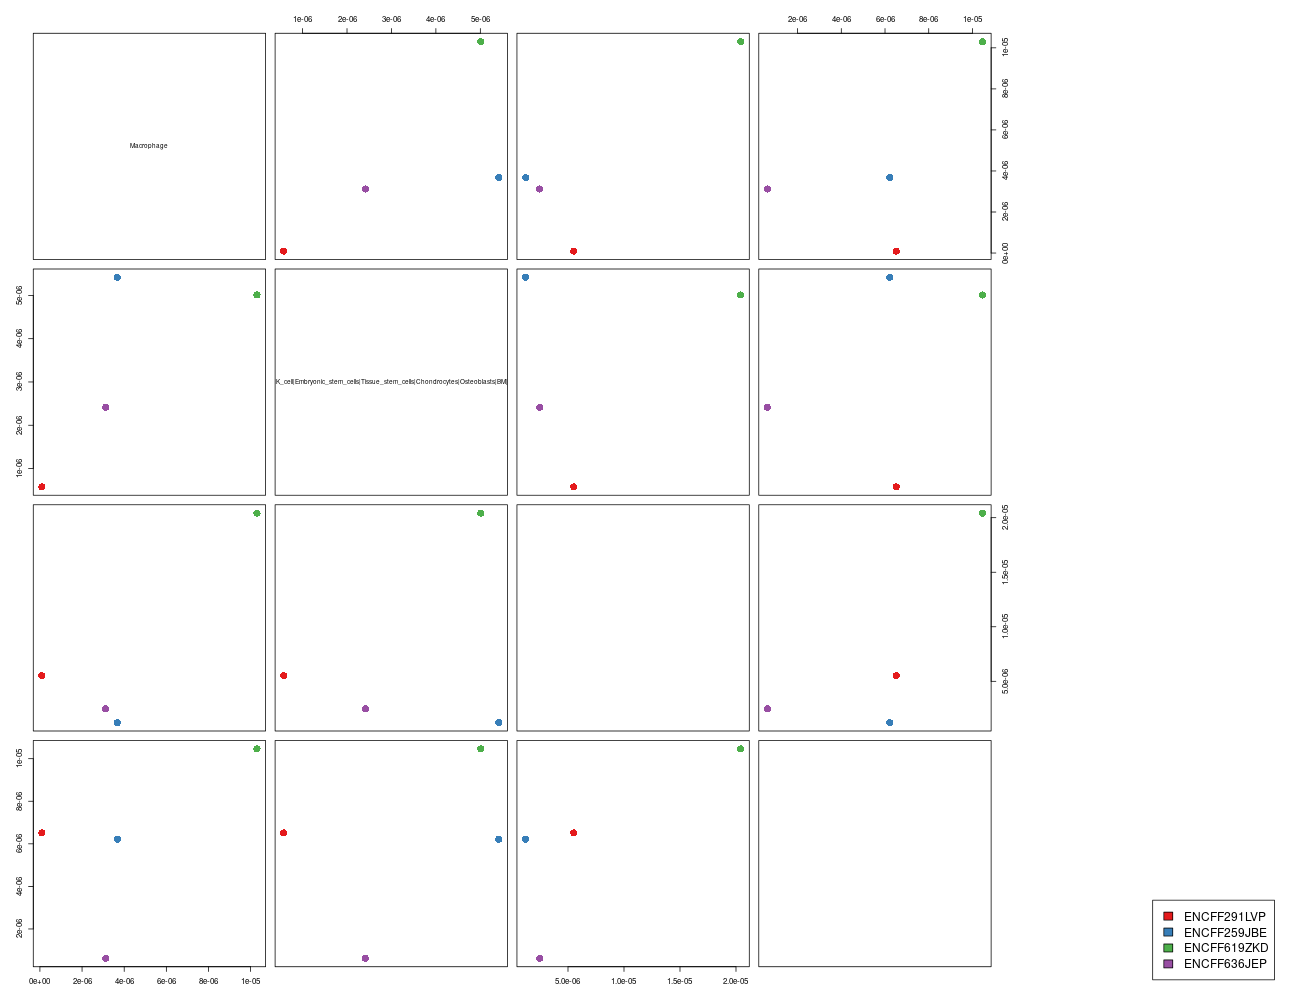 1e-06 2e-06 3e-06 4e-06 5e-06
2e-06 4e-06 6e-06 8e-06 1e-05
Macrophage
0e+00 2e-06 4e-06 6e-06 8e-06 1e-05
1e-06 2e-06 3e-06 4e-06 5e-06
K_cell|Embryonic_stem_cells|Tissue_stem_cells|Chondrocytes|Osteoblasts|BM|
5.0e-06 1.0e-05 1.5e-05 2.0e-05
2e-06 4e-06 6e-06 8e-06 1e-05
0e+00 2e-06 4e-06 6e-06 8e-06 1e-05
5.0e-06 1.0e-05 1.5e-05 2.0e-05
ENCFF291LVP
ENCFF259JBE
ENCFF619ZKD
ENCFF636JEP